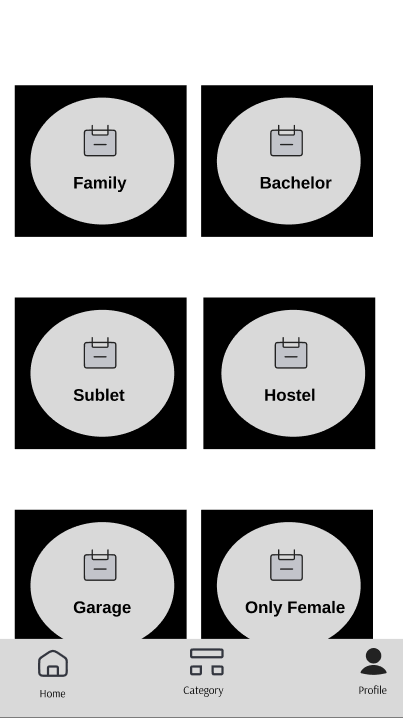 Family
Bachelor
Sublet
Hostel
Garage
Only Female
Home
Category
Profile